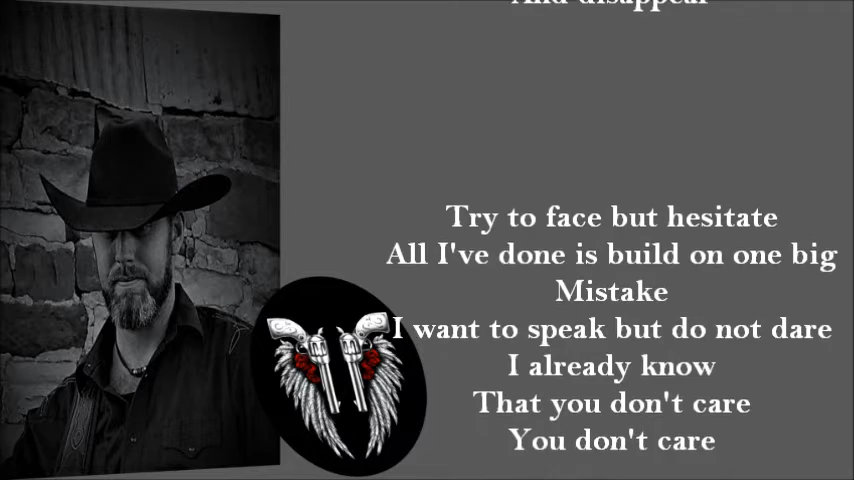 And disappear
Try to face but hesitate
All I've done is build on one big
Mistake
I want to speak but do not dare
I already know
That you don't care
You don't care